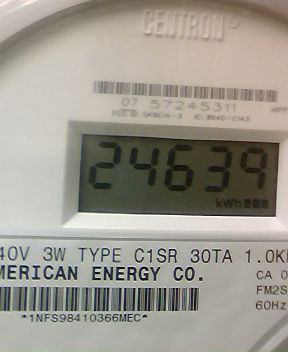 CENTRON
07 57245311
24639
kWh
40V 3W TYPE C1SR 30TA 1.0K
MERICAN ENERGY CO.
CA 0
FM2S
60Hz
*1NFS98410366MEC*